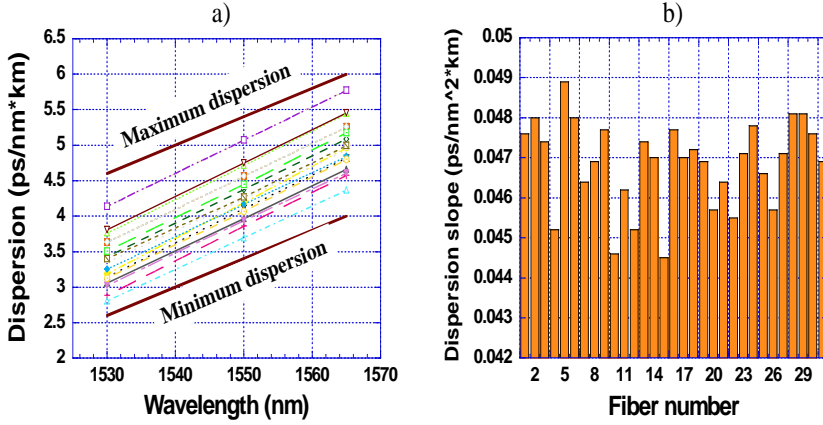 a)
Dispersion (ps/nm*km)
6.5
6
5.5
5
4.5
4
3.5
3
2.5
2
Maximum dispersion
Minimum dispersion
1530 1540 1550 1560 1570
Wavelength (nm)
b)
Dispersion slope (ps/nm^2*km)
0.05
0.049
0.048
0.047
0.046
0.045
0.044
0.043
0.042
2 5 8 11 14 17 20 23 26 29
Fiber number